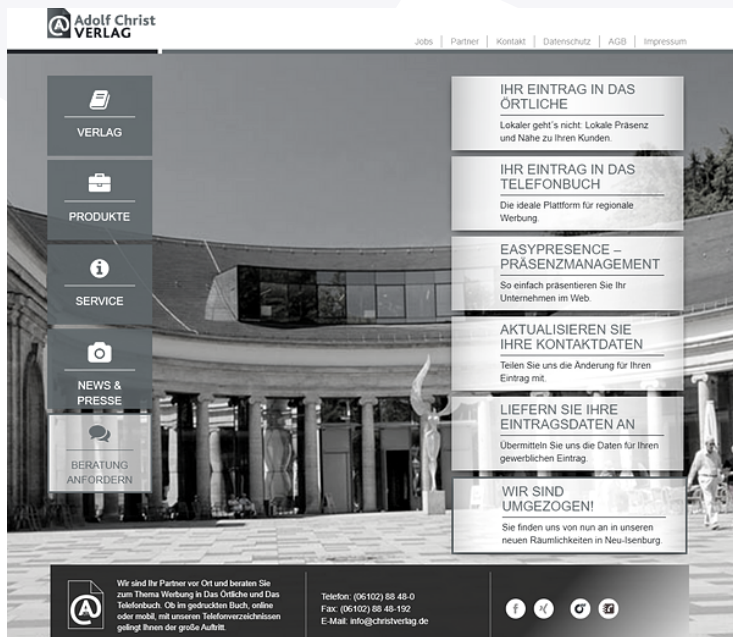 Adolf Christ
VERLAG
Jobs | Partner | Kontakt | Datenschutz | AGB | Impressum
VERLAG
PRODUKTE
SERVICE
NEWS &
PRESSE
BERATUNG
ANFORDERN
IHR EINTRAG IN DAS
ÖRTLICHE
Lokaler geht´s nicht: Lokale Präsenz
und Nähe zu Ihren Kunden.
IHR EINTRAG IN DAS
TELEFONBUCH
Die ideale Plattform für regionale
Werbung.
EASYPRESENCE –
PRÄSENZMANAGEMENT
So einfach präsentieren Sie Ihr
Unternehmen im Web.
AKTUALISIEREN SIE
IHRE KONTAKTDATEN
Teilen Sie uns die Änderung für Ihren
Eintrag mit.
LIEFERN SIE IHRE
EINTRAGSDATEN AN
Übermitteln Sie uns die Daten für Ihren
gewerblichen Eintrag.
WIR SIND
UMGEZOGEN!
Sie finden uns von nun an in unseren
neuen Räumlichkeiten in Neu-Isenburg.
Wir sind Ihr Partner vor Ort und beraten Sie
zum Thema Werbung in Das Örtliche und Das
Telefonbuch. Ob im gedruckten Buch, online
oder mobil, mit unseren Telefonverzeichnissen
gelingt Ihnen der große Auftritt.
Telefon: (06102) 88 48-0
Fax: (06102) 88 48-192
E-Mail: info@christverlag.de